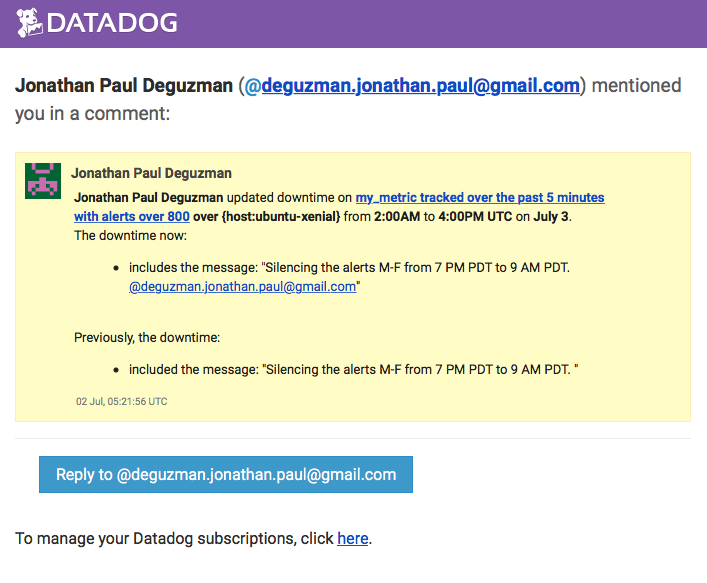 DATADOG
Jonathan Paul Deguzman (@deguzman.jonathan.paul@gmail.com) mentioned
you in a comment:
Jonathan Paul Deguzman
Jonathan Paul Deguzman updated downtime on my_metric tracked over the past 5 minutes
with alerts over 800 over {host:ubuntu-xenial} from 2:00AM to 4:00PM UTC on July 3.
The downtime now:
• includes the message: "Silencing the alerts M-F from 7 PM PDT to 9 AM PDT.
@deguzman.jonathan.paul@gmail.com"
Previously, the downtime:
• included the message: "Silencing the alerts M-F from 7 PM PDT to 9 AM PDT. "
02 Jul, 05:21:56 UTC
Reply to @deguzman.jonathan.paul@gmail.com
To manage your Datadog subscriptions, click here.